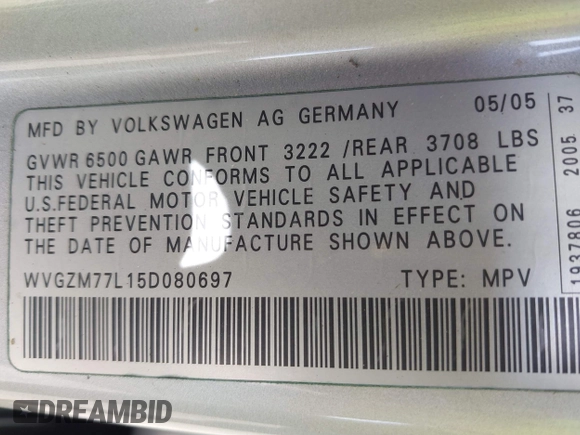 MFD BY VOLKSWAGEN AG GERMANY 05/05
GVWR 6500 GAWR FRONT 3222 /REAR 3708 LBS
THIS VEHICLE CONFORMS TO ALL APPLICABLE
U.S.FEDERAL MOTOR VEHICLE SAFETY AND
THEFT PREVENTION STANDARDS IN EFFECT ON
THE DATE OF MANUFACTURE SHOWN ABOVE.
WVGZM77L15D080697 TYPE: MPV
1937806 2005 37
DREAMBID